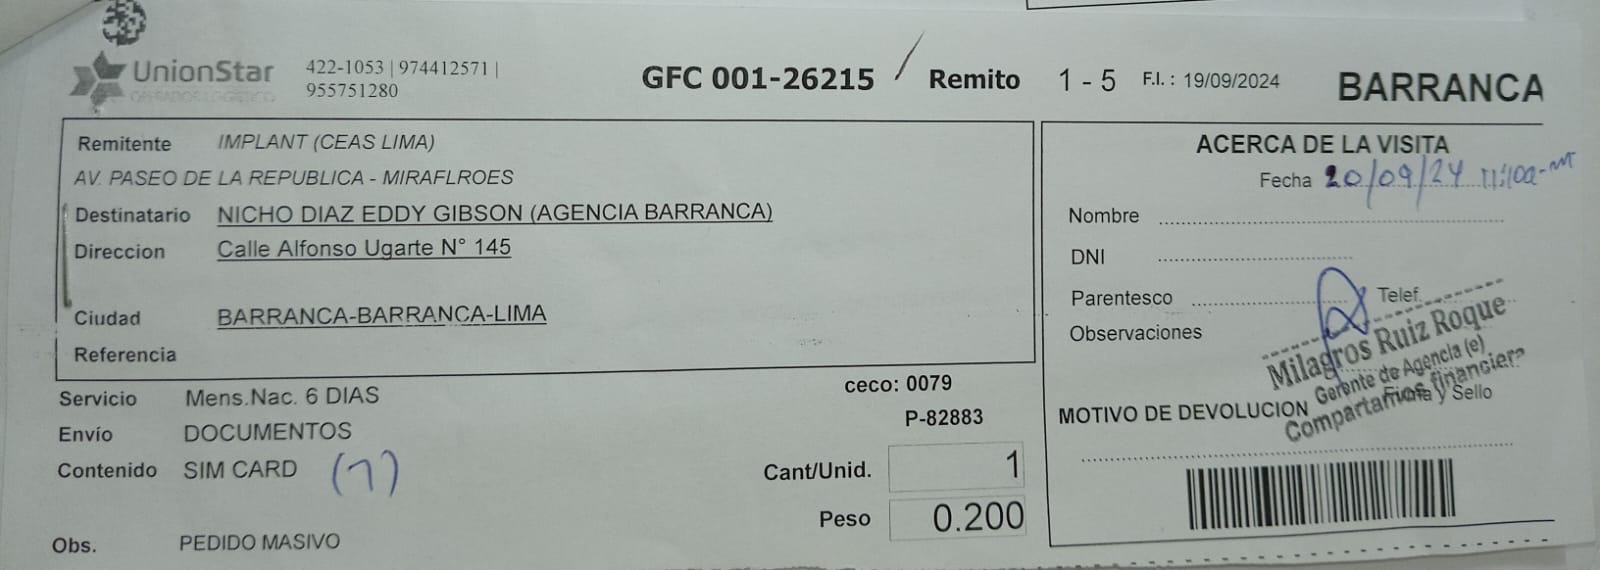 UnionStar
OPERADOR LOGISTICO
422-1053 | 974412571 |
955751280
GFC 001-26215 / Remito 1 - 5 F.I. : 19/09/2024 BARRANCA
Remitente IMPLANT (CEAS LIMA)
AV. PASEO DE LA REPUBLICA - MIRAFLROES
Destinatario NICHO DIAZ EDDY GIBSON (AGENCIA BARRANCA)
Direccion Calle Alfonso Ugarte N° 145
Ciudad BARRANCA-BARRANCA-LIMA
Referencia
Servicio Mens.Nac. 6 DIAS
Envío DOCUMENTOS
Contenido SIM CARD (7)
Obs. PEDIDO MASIVO
ceco: 0079
P-82883
Cant/Unid. 1
Peso 0.200
ACERCA DE LA VISITA
Fecha 20/09/24
Nombre
DNI
Parentesco Telef.
Observaciones
Milagros Ruiz Roque
Gerente de Agencia (e)
Compartamos financiera
Firma y Sello
MOTIVO DE DEVOLUCION